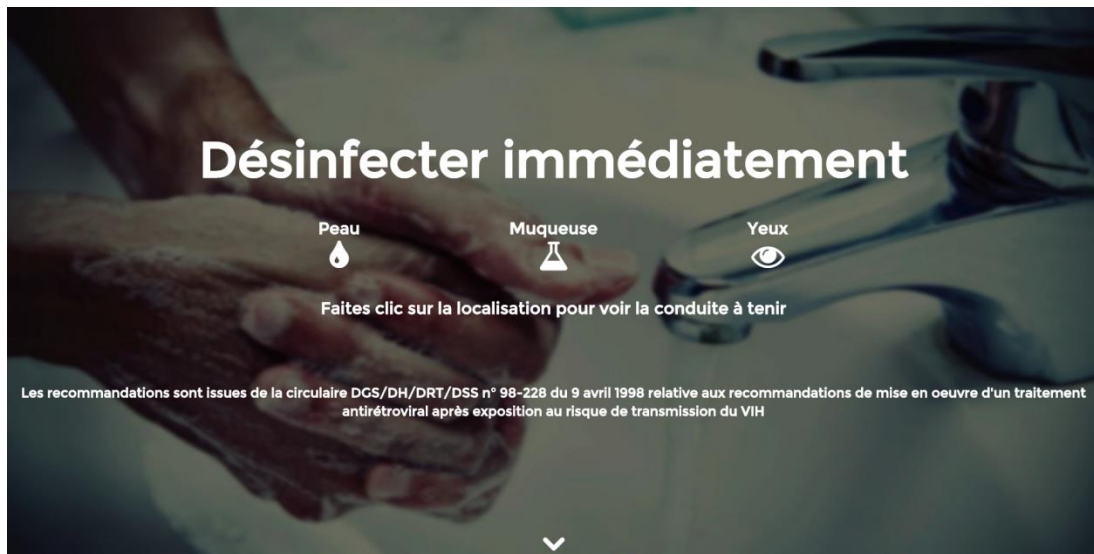 Désinfecter immédiatement
Peau Muqueuse Yeux
Faites clic sur la localisation pour voir la conduite à tenir
Les recommandations sont issues de la circulaire DGS/DH/DRT/DSS n° 98-228 du 9 avril 1998 relative aux recommandations de mise en oeuvre d'un traitement
antirétroviral après exposition au risque de transmission du VIH